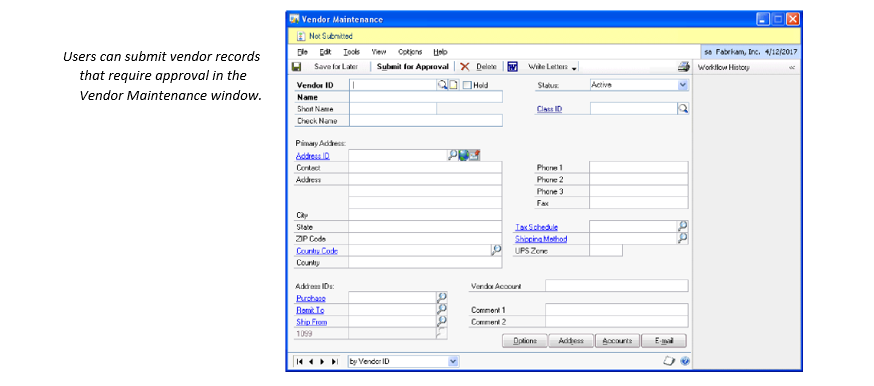 Users can submit vendor records
that require approval in the
Vendor Maintenance window.
Vendor Maintenance
Not Submitted
File Edit Tools View Options Help
sa Fabrikam, Inc. 4/12/2017
Save for Later Submit for Approval Delete Write Letters
Workflow History
Vendor ID Hold Status: Active
Name
Short Name Class ID
Check Name
Primary Address:
Address ID
Contact Phone 1
Address Phone 2
Phone 3
Fax
City
State Tax Schedule
ZIP Code Shipping Method
Country Code UPS Zone
Country
Address IDs: Vendor Account
Purchase
Remit To Comment 1
Ship From Comment 2
1099
Options Address Accounts E-mail
by Vendor ID